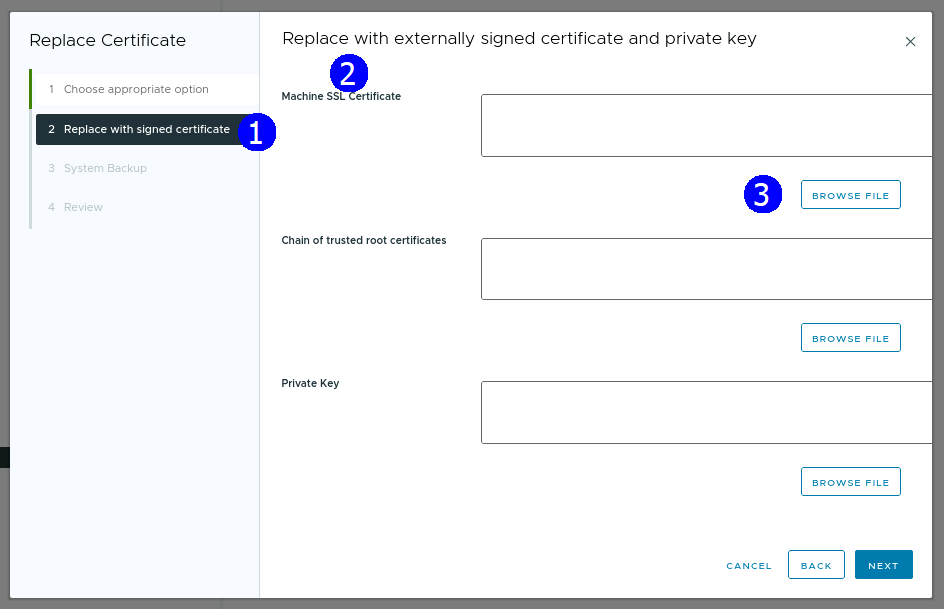 Replace Certificate
1 Choose appropriate option
2 Replace with signed certificate
1
3 System Backup
4 Review
Replace with externally signed certificate and private key
2
Machine SSL Certificate
3
BROWSE FILE
Chain of trusted root certificates
BROWSE FILE
Private Key
BROWSE FILE
CANCEL BACK NEXT